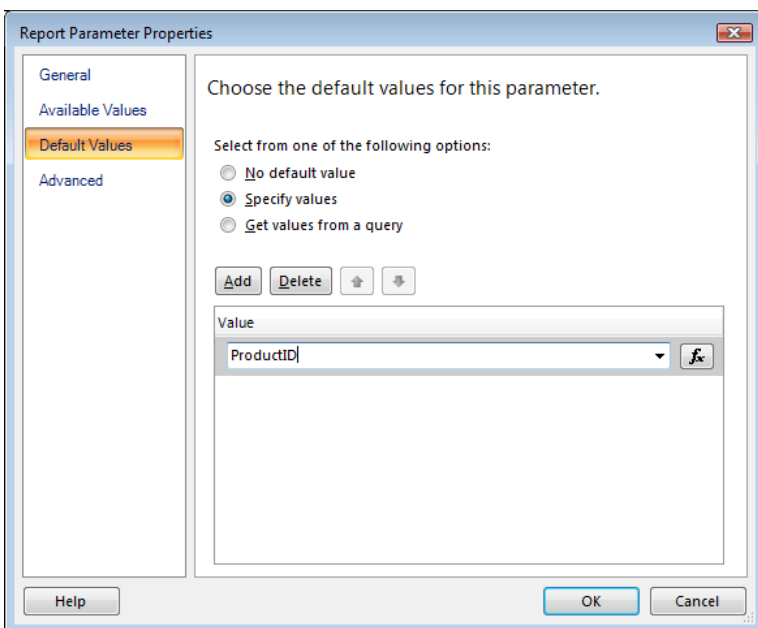 Report Parameter Properties
General
Available Values
Default Values
Advanced
Choose the default values for this parameter.
Select from one of the following options:
No default value
Specify values
Get values from a query
Add Delete
Value
ProductID
fx
Help OK Cancel